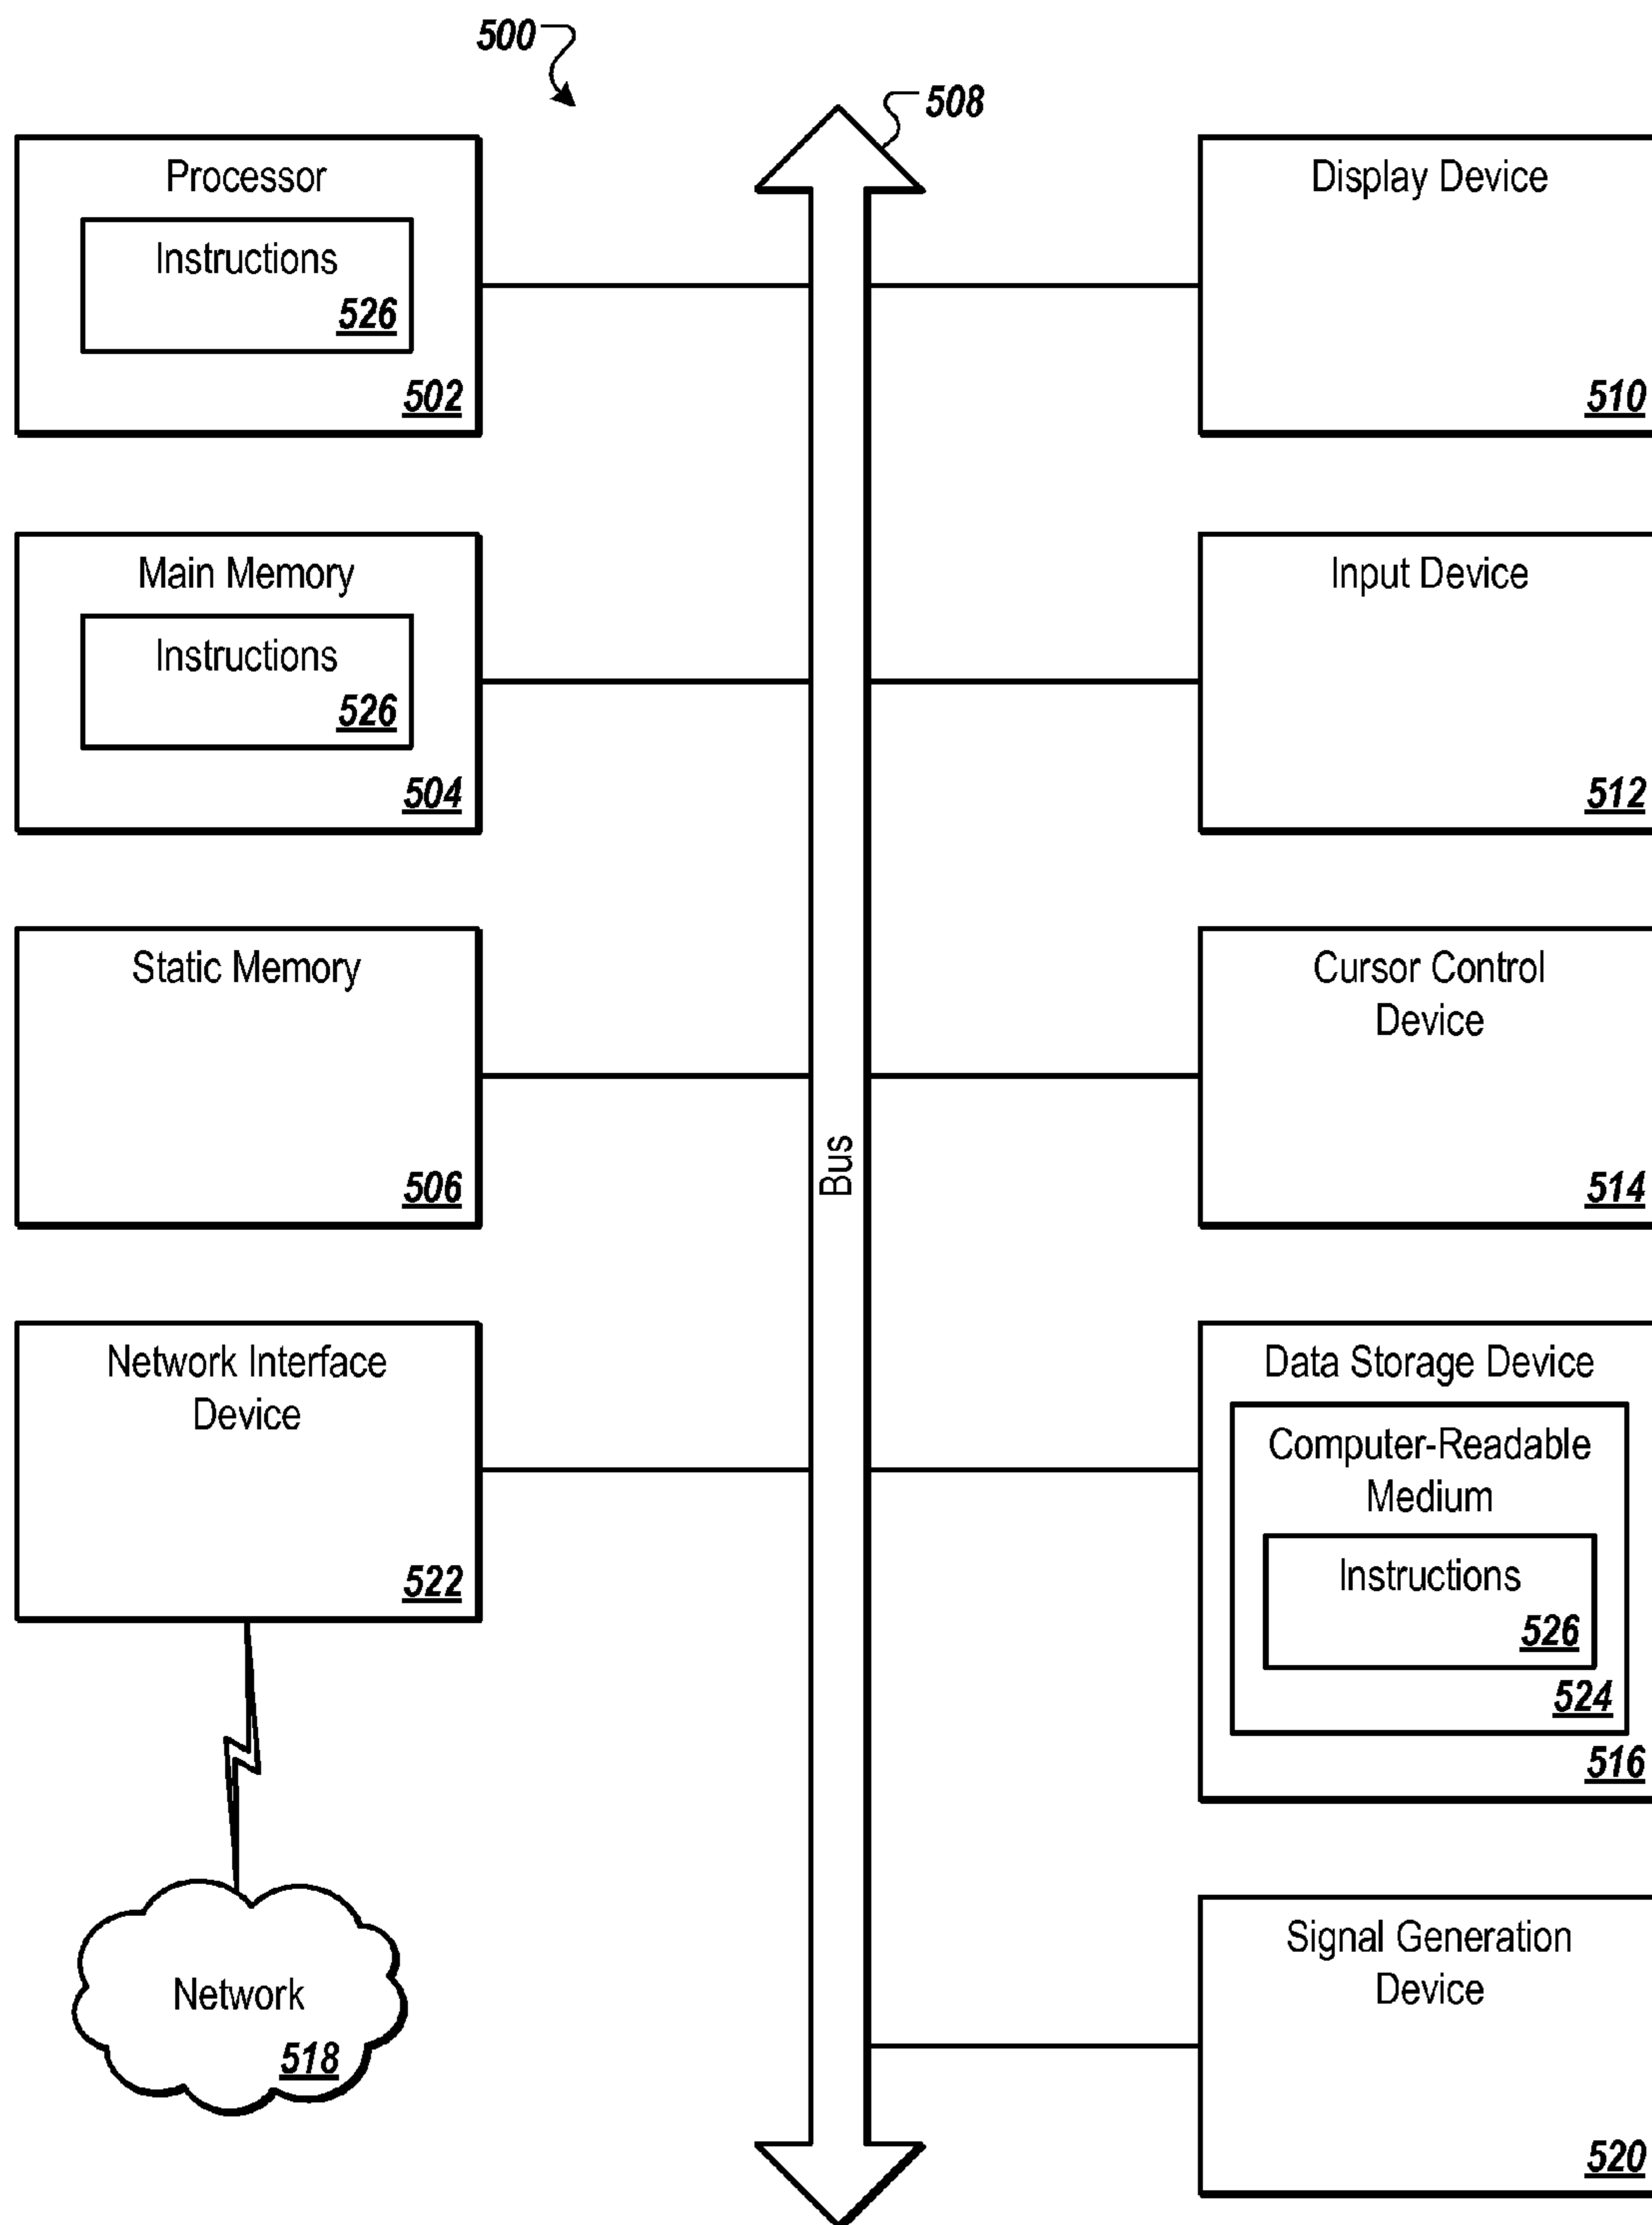 500
508
Processor
Instructions
526
502
Display Device
510
Main Memory
Instructions
526
504
Input Device
512
Static Memory
506
Cursor Control
Device
514
Bus
Network Interface
Device
522
Data Storage Device
Computer-Readable
Medium
Instructions
526
524
516
Network
518
Signal Generation
Device
520